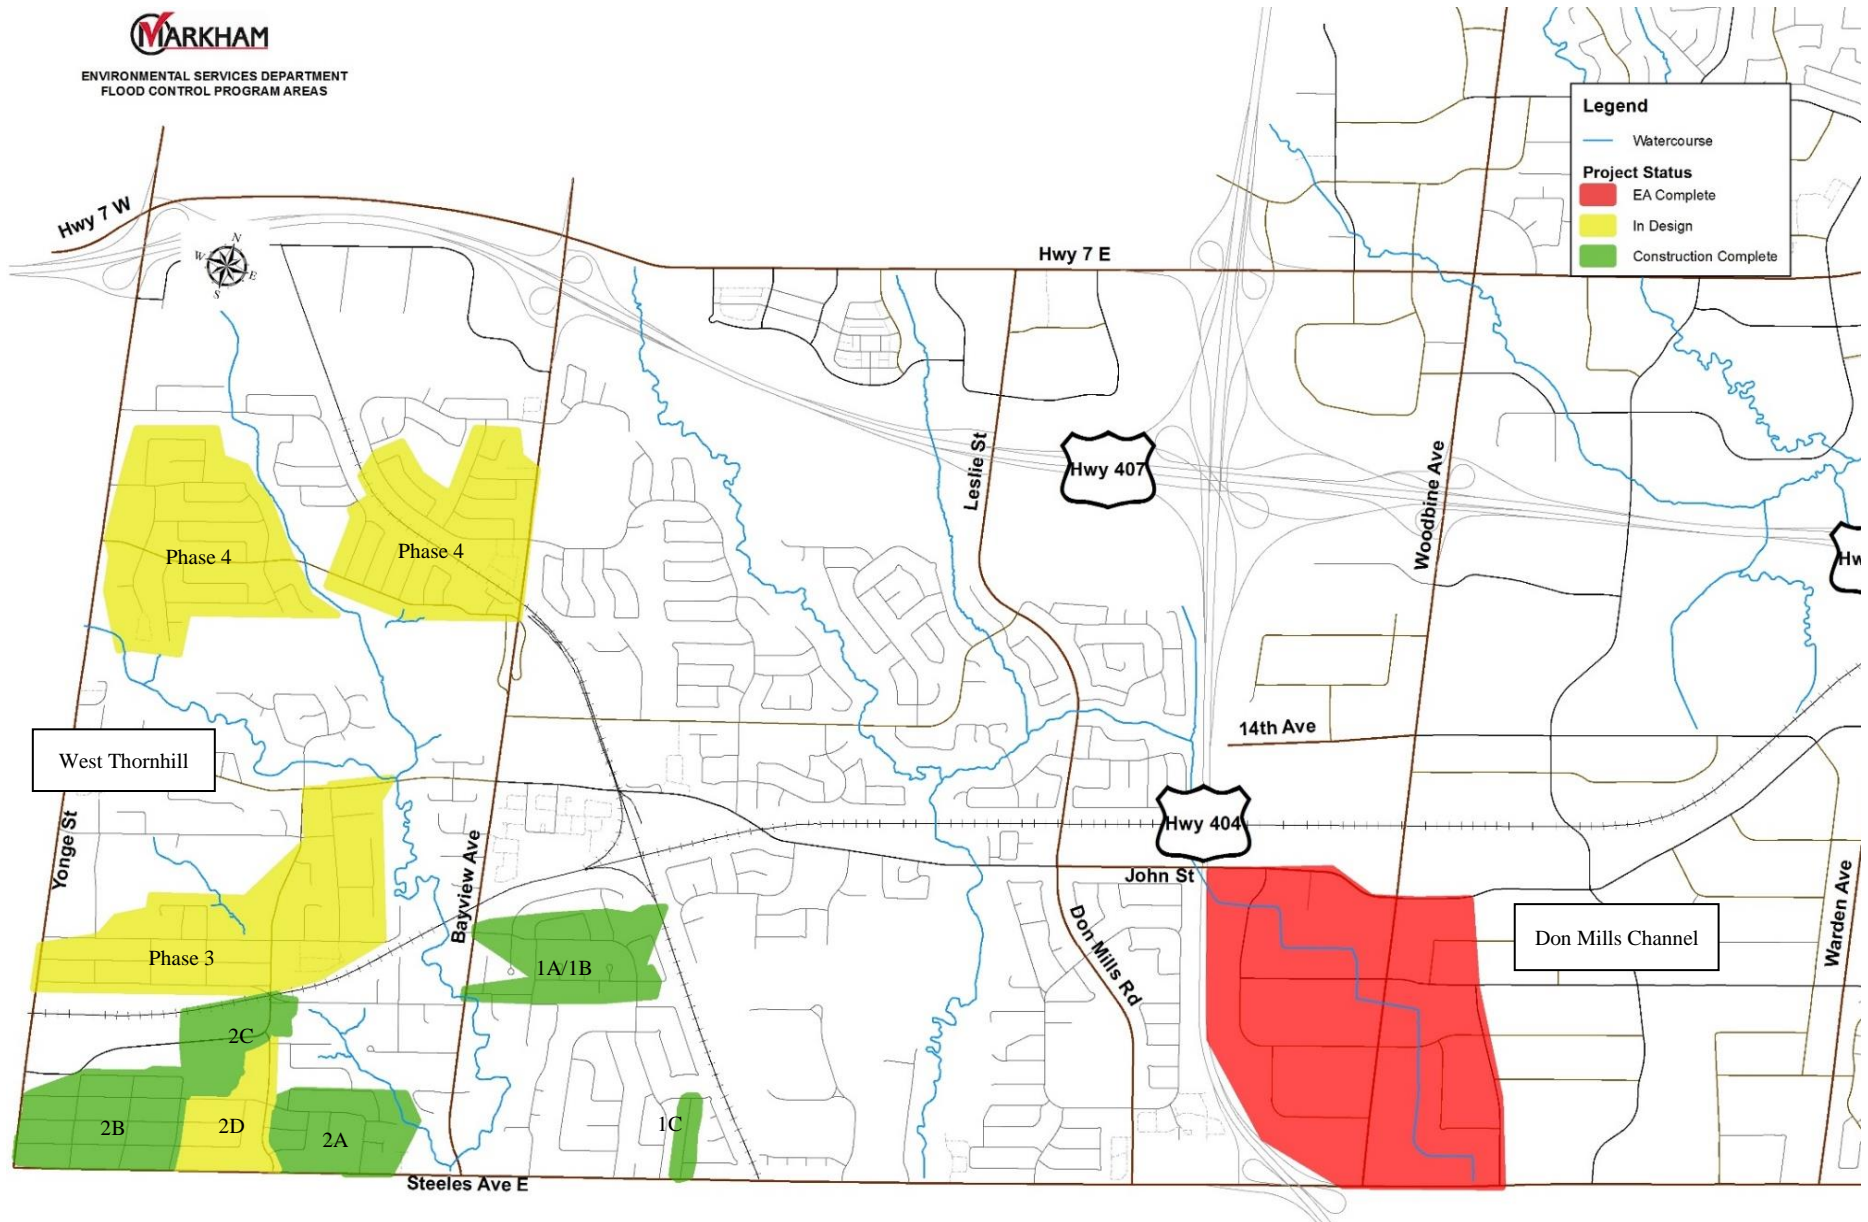 MARKHAM
ENVIRONMENTAL SERVICES DEPARTMENT
FLOOD CONTROL PROGRAM AREAS
Legend
Watercourse
Project Status
EA Complete
In Design
Construction Complete
Hwy 7 W
N
W
E
S
Hwy 7 E
Leslie St
Hwy 407
Woodbine Ave
Hw
Phase 4
Phase 4
14th Ave
West Thornhill
Yonge St
Bayview Ave
Hwy 404
John St
Don Mills Rd
Don Mills Channel
Warden Ave
Phase 3
1A/1B
2C
2B
2D
2A
1C
Steeles Ave E